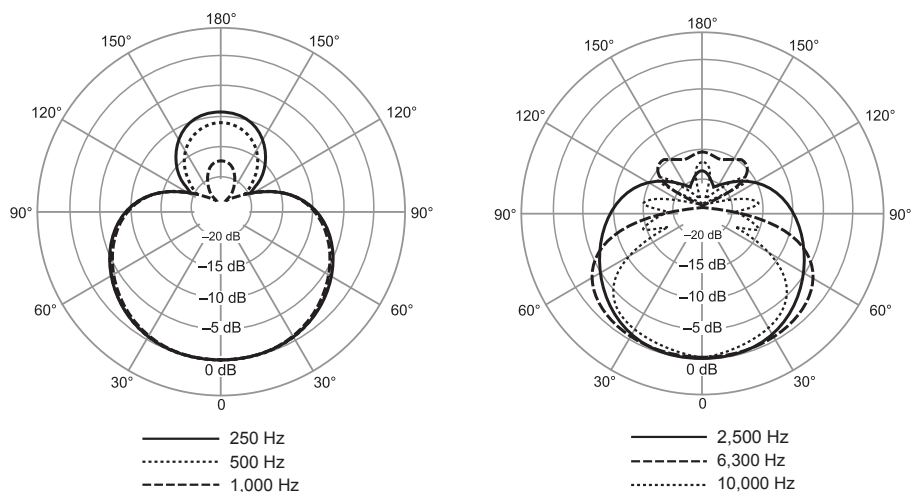 180°
150° 150°
120° 120°
90° 90°
60° 60°
30° 30°
0
–20 dB
–15 dB
–10 dB
–5 dB
0 dB
250 Hz
500 Hz
1,000 Hz
180°
150° 150°
120° 120°
90° 90°
60° 60°
30° 30°
0
–20 dB
–15 dB
–10 dB
–5 dB
0 dB
2,500 Hz
6,300 Hz
10,000 Hz